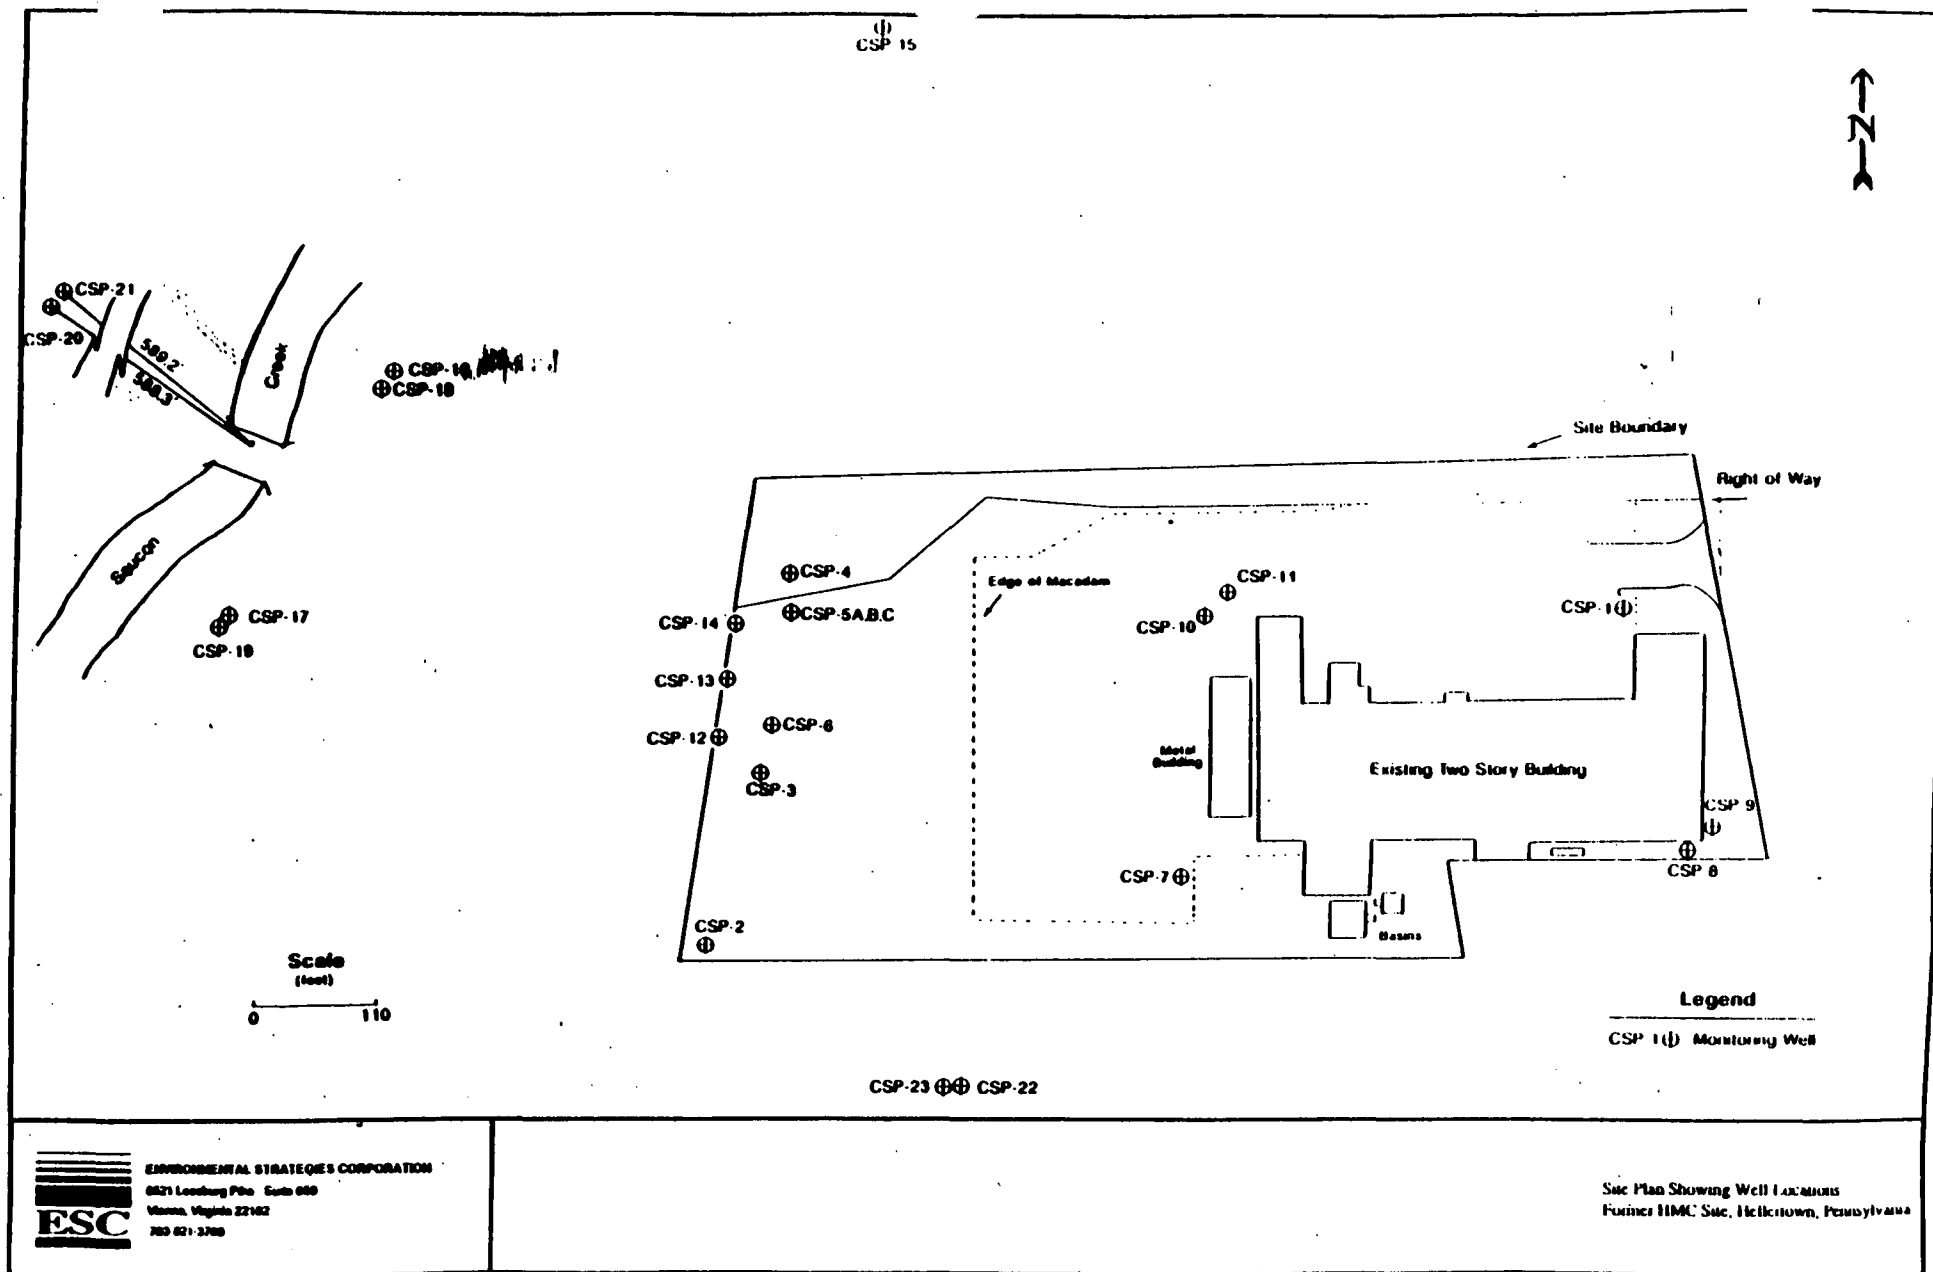 CSP 15
N
CSP-21
CSP-20
589.2'
588.3'
Creek
CSP-16
CSP-18
Site Boundary
Right of Way
Saucon
CSP-4
Edge of Macadam
CSP-11
CSP-5A,B,C
CSP-1
CSP-14
CSP-10
CSP-17
CSP-19
CSP-13
CSP-6
CSP-12
Metal
Building
Existing Two Story Building
CSP-3
CSP 9
CSP-7
CSP 8
CSP-2
Basins
Scale
(feet)
0 110
Legend
CSP 1 Monitoring Well
CSP-23 CSP-22
ENVIRONMENTAL STRATEGIES CORPORATION
Vienna, Virginia 22182
ESC
Site Plan Showing Well Locations
Former HMC Site, Hellertown, Pennsylvania